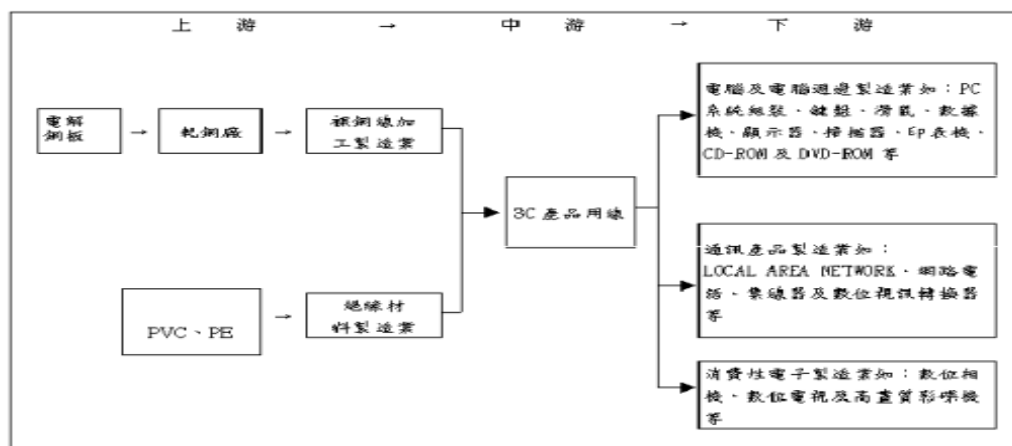 上游 → 中游 → 下游
電解
銅板
→
軋銅廠
→
裸銅線加
工製造業
PVC、PE
→
絕緣材
料製造業
3C產品用線
電腦及電腦週邊製造業如：PC
系統組裝、鍵盤、滑鼠、數據
機、顯示器、掃描器、印表機、
CD-ROM及DVD-ROM等
通訊產品製造業如：
LOCAL AREA NETWORK、網路電
話、集線器及數位視訊轉換器
等
消費性電子製造業如：數位相
機、數位電視及高畫質彩碟機
等